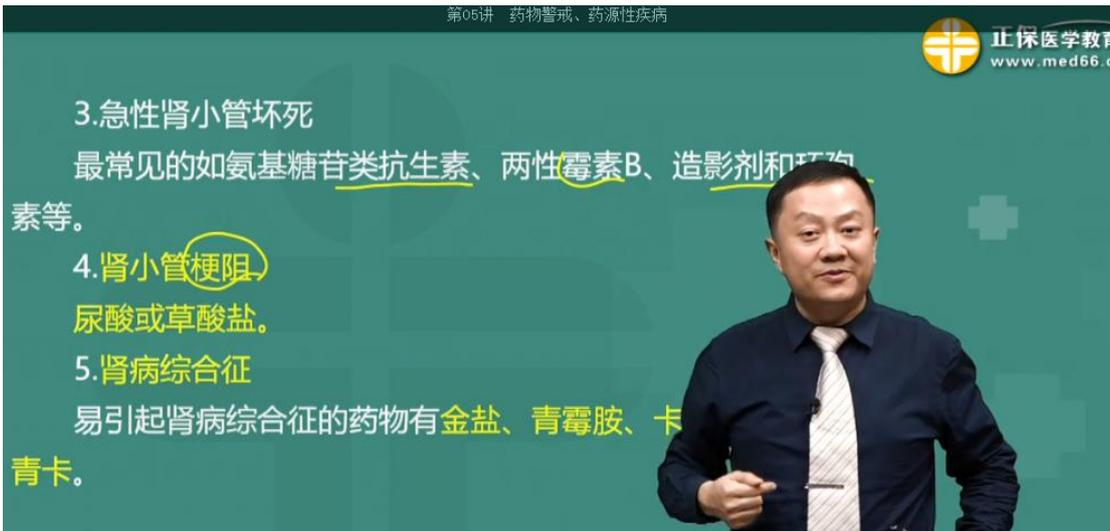 第05讲 药物警戒、药源性疾病
正保医学教育
www.med66.c
3.急性肾小管坏死
最常见的如氨基糖苷类抗生素、两性霉素B、造影剂和环孢
素等。
4.肾小管梗阻
尿酸或草酸盐。
5.肾病综合征
易引起肾病综合征的药物有金盐、青霉胺、卡
青卡。